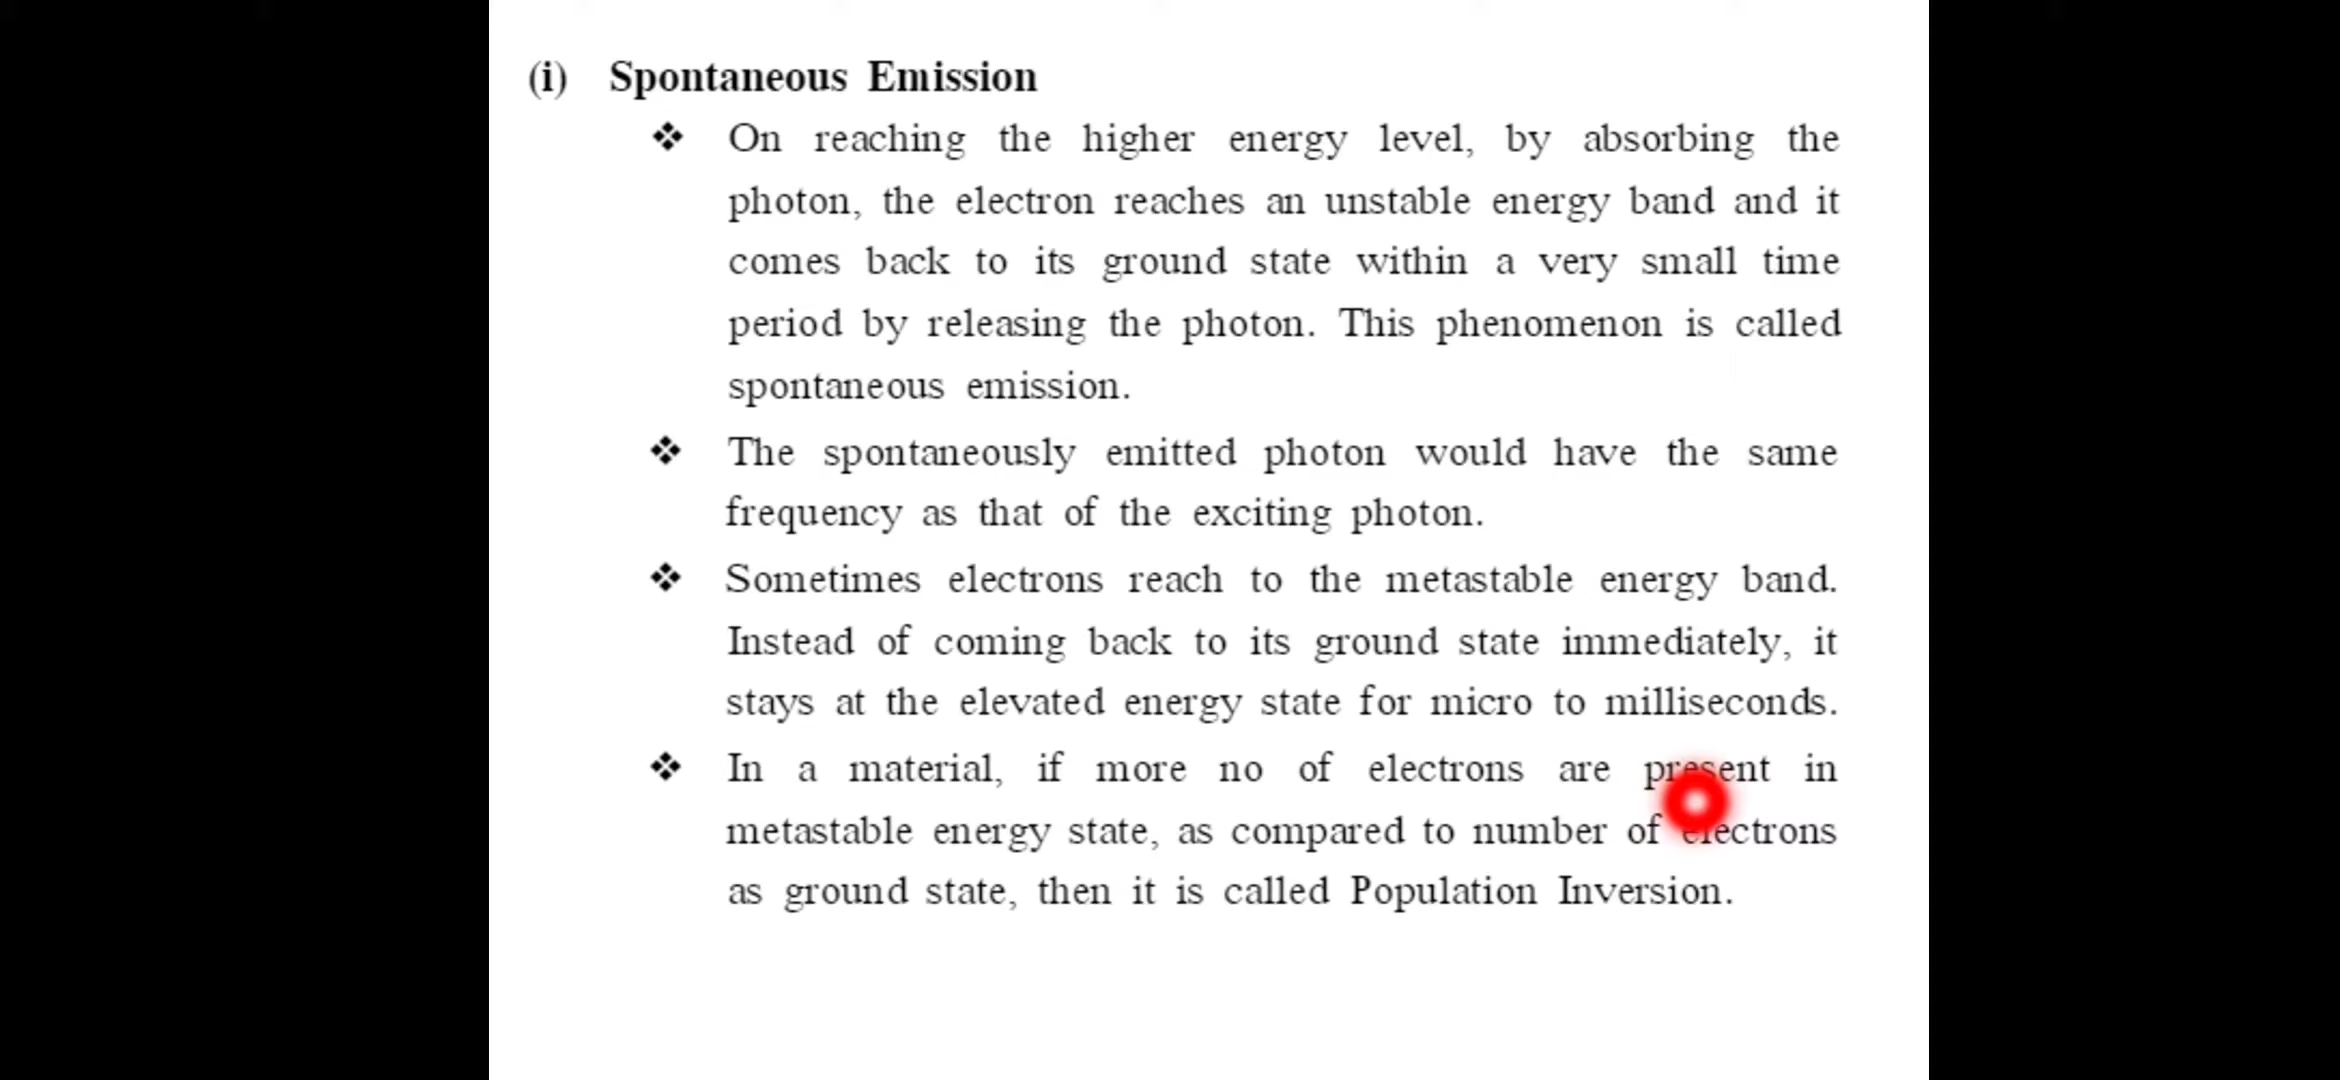 (i) Spontaneous Emission
❖ On reaching the higher energy level, by absorbing the
photon, the electron reaches an unstable energy band and it
comes back to its ground state within a very small time
period by releasing the photon. This phenomenon is called
spontaneous emission.
❖ The spontaneously emitted photon would have the same
frequency as that of the exciting photon.
❖ Sometimes electrons reach to the metastable energy band.
Instead of coming back to its ground state immediately, it
stays at the elevated energy state for micro to milliseconds.
❖ In a material, if more no of electrons are present in
metastable energy state, as compared to number of electrons
as ground state, then it is called Population Inversion.